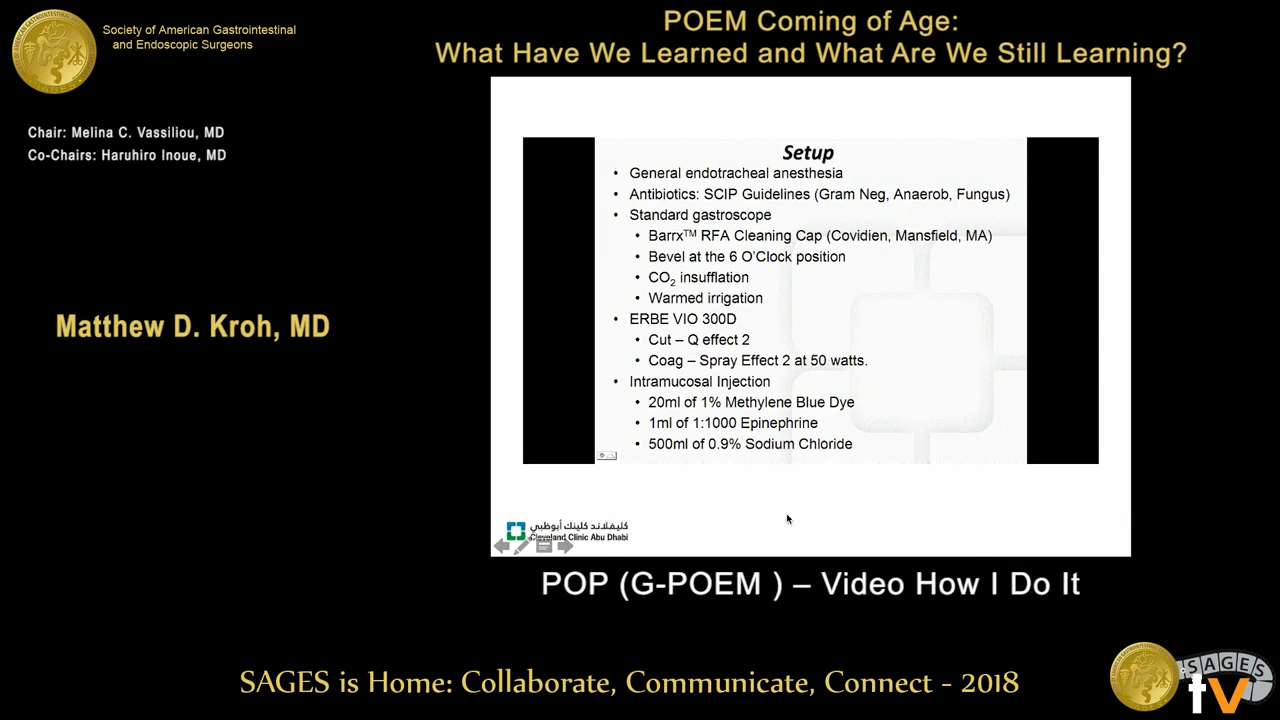 Society of American Gastrointestinal
and Endoscopic Surgeons
POEM Coming of Age:
What Have We Learned and What Are We Still Learning?
Chair: Melina C. Vassiliou, MD
Co-Chairs: Haruhiro Inoue, MD
Matthew D. Kroh, MD
Setup
• General endotracheal anesthesia
• Antibiotics: SCIP Guidelines (Gram Neg, Anaerob, Fungus)
• Standard gastroscope
• Barrx™ RFA Cleaning Cap (Covidien, Mansfield, MA)
• Bevel at the 6 O'Clock position
• CO₂ insufflation
• Warmed irrigation
• ERBE VIO 300D
• Cut – Q effect 2
• Coag – Spray Effect 2 at 50 watts.
• Intramucosal Injection
• 20ml of 1% Methylene Blue Dye
• 1ml of 1:1000 Epinephrine
• 500ml of 0.9% Sodium Chloride
كليفلاند كلينك أبوظبي
Cleveland Clinic Abu Dhabi
POP (G-POEM ) – Video How I Do It
SAGES is Home: Collaborate, Communicate, Connect - 2018
SAGES
tv